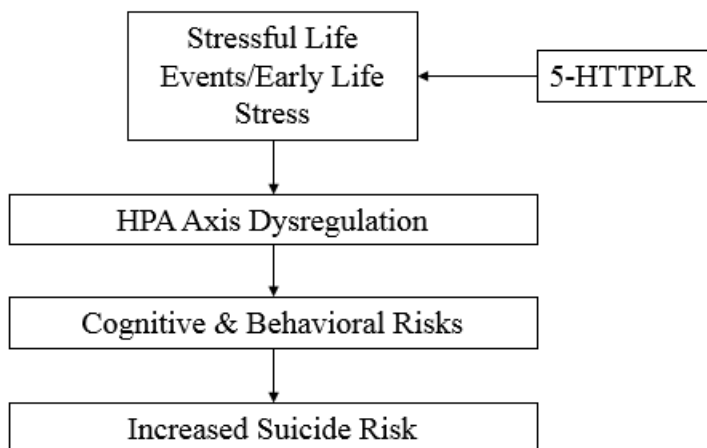 Stressful Life
Events/Early Life
Stress
5-HTTPLR
HPA Axis Dysregulation
Cognitive & Behavioral Risks
Increased Suicide Risk